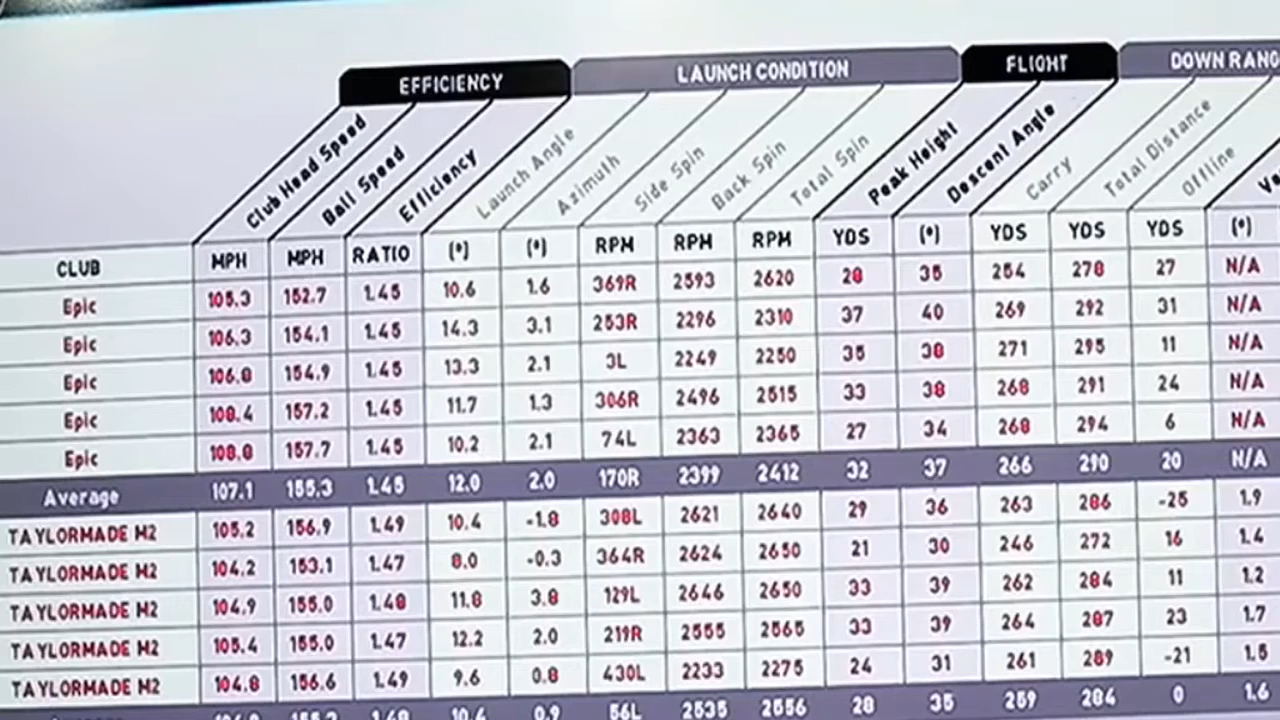 EFFICIENCY LAUNCH CONDITION FLIGHT DOWN RANG
Club Head Speed Ball Speed Efficiency Launch Angle Azimuth Side Spin Back Spin Total Spin Peak Height Descent Angle Carry Total Distance Offline
CLUB MPH MPH RATIO (°) (°) RPM RPM RPM YDS (°) YDS YDS YDS (°)
Epic 105.3 152.7 1.45 10.6 1.6 369R 2593 2620 28 35 254 278 27 N/A
Epic 106.3 154.1 1.45 14.3 3.1 253R 2296 2310 37 40 269 292 31 N/A
Epic 106.8 154.9 1.45 13.3 2.1 3L 2249 2250 35 38 271 295 11 N/A
Epic 108.4 157.2 1.45 11.7 1.3 306R 2496 2515 33 38 268 291 24 N/A
Epic 108.8 157.7 1.45 10.2 2.1 74L 2363 2365 27 34 268 294 6 N/A
Average 107.1 155.3 1.45 12.0 2.0 170R 2399 2412 32 37 266 290 20 N/A
TAYLORMADE M2 105.2 156.9 1.49 10.4 -1.8 308L 2621 2640 29 36 263 286 -25 1.9
TAYLORMADE M2 104.2 153.1 1.47 8.0 -0.3 364R 2624 2650 21 30 246 272 16 1.4
TAYLORMADE M2 104.9 155.0 1.48 11.8 3.8 129L 2646 2650 33 39 262 284 11 1.2
TAYLORMADE M2 105.4 155.0 1.47 12.2 2.0 219R 2555 2565 33 39 264 287 23 1.7
TAYLORMADE M2 104.8 156.6 1.49 9.6 0.8 430L 2233 2275 24 31 261 289 -21 1.5
Average 104.9 155.3 1.48 10.4 0.9 56L 2535 2556 28 35 259 284 0 1.6